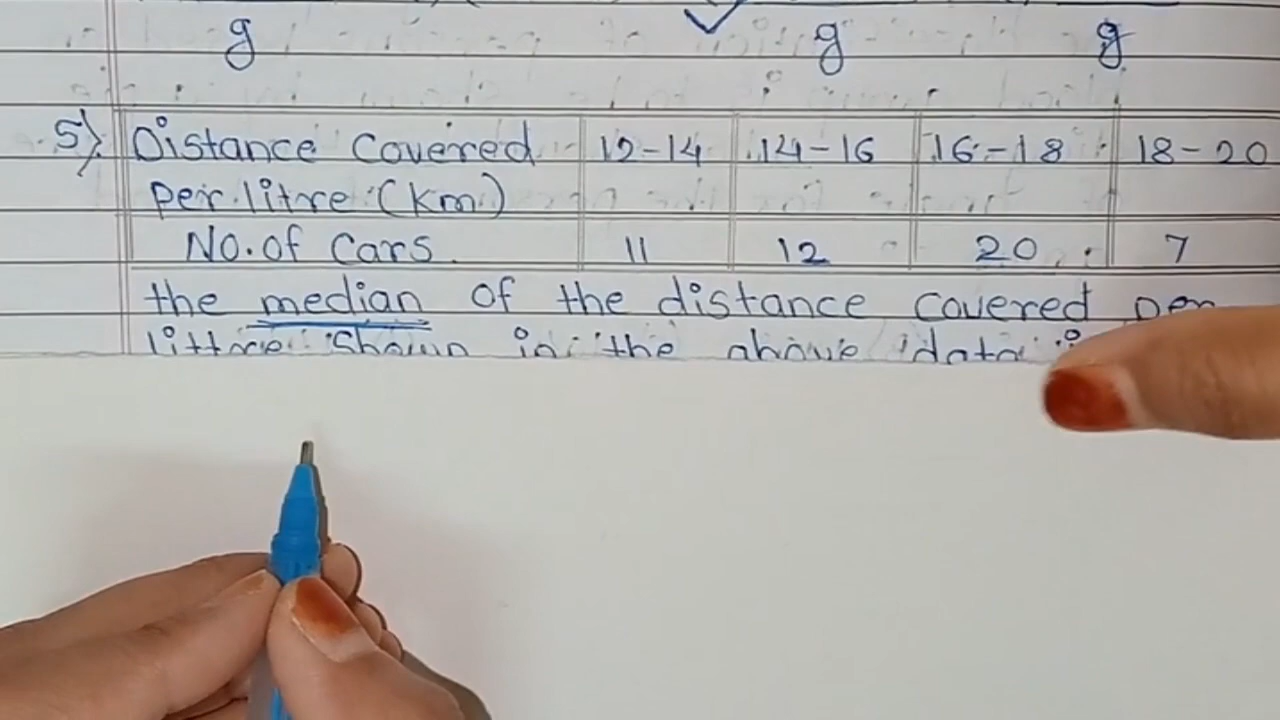 g g g
5) Distance Covered 12-14 14-16 16-18 18-20
per litre (km)
No. of Cars. 11 12 20 7
the median of the distance covered per
littre shown in the above data